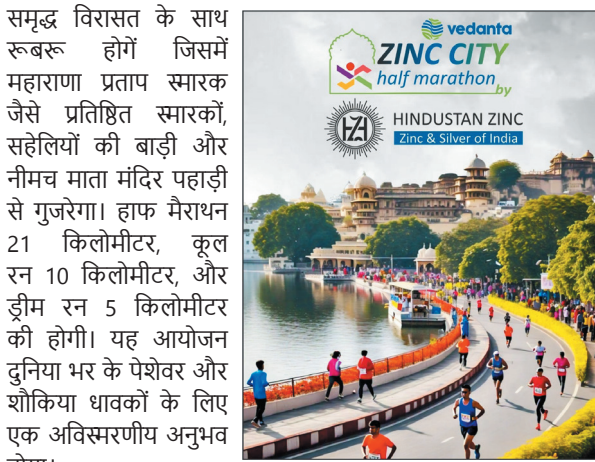 समृद्ध विरासत के साथ
रूबरू होगें जिसमें
महाराणा प्रताप स्मारक
जैसे प्रतिष्ठित स्मारकों,
सहेलियों की बाड़ी और
नीमच माता मंदिर पहाड़ी
से गुजरेगा। हाफ मैराथन
21 किलोमीटर, कूल
रन 10 किलोमीटर, और
ड्रीम रन 5 किलोमीटर
की होगी। यह आयोजन
दुनिया भर के पेशेवर और
शौकिया धावकों के लिए
एक अविस्मरणीय अनुभव
vedanta
ZINC CITY
half marathon
by
HZL
HINDUSTAN ZINC
Zinc & Silver of India